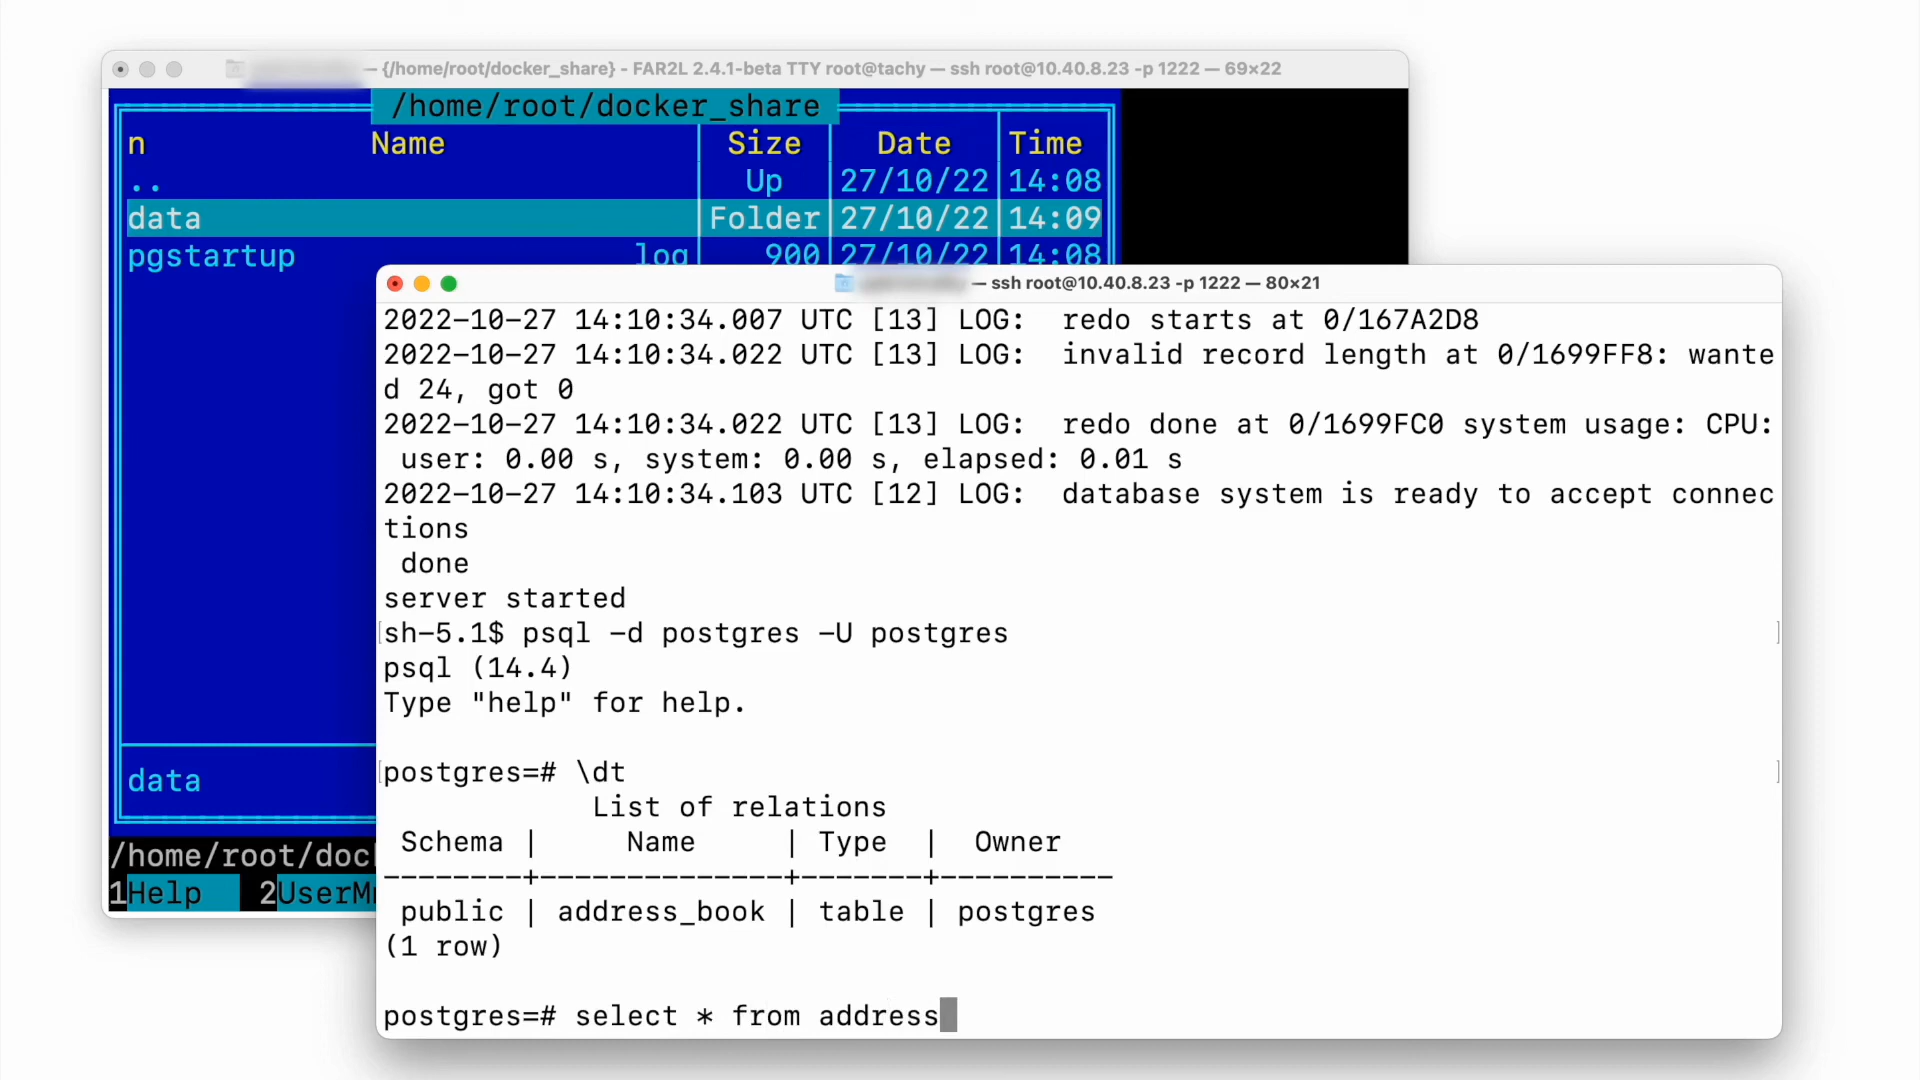 — {/home/root/docker_share} - FAR2L 2.4.1-beta TTY root@tachy — ssh root@10.40.8.23 -p 1222 — 69×22
/home/root/docker_share
n Name Size Date Time
.. Up 27/10/22 14:08
data Folder 27/10/22 14:09
pgstartup log 900 27/10/22 14:08
data
/home/root/doc
1Help 2UserM
— ssh root@10.40.8.23 -p 1222 — 80×21
2022-10-27 14:10:34.007 UTC [13] LOG:  redo starts at 0/167A2D8
2022-10-27 14:10:34.022 UTC [13] LOG:  invalid record length at 0/1699FF8: wante
d 24, got 0
2022-10-27 14:10:34.022 UTC [13] LOG:  redo done at 0/1699FC0 system usage: CPU:
 user: 0.00 s, system: 0.00 s, elapsed: 0.01 s
2022-10-27 14:10:34.103 UTC [12] LOG:  database system is ready to accept connec
tions
 done
server started
[sh-5.1$ psql -d postgres -U postgres ]
psql (14.4)
Type "help" for help.
[postgres=# \dt ]
            List of relations
 Schema |     Name     | Type  |  Owner
--------+--------------+-------+----------
 public | address_book | table | postgres
(1 row)
postgres=# select * from address